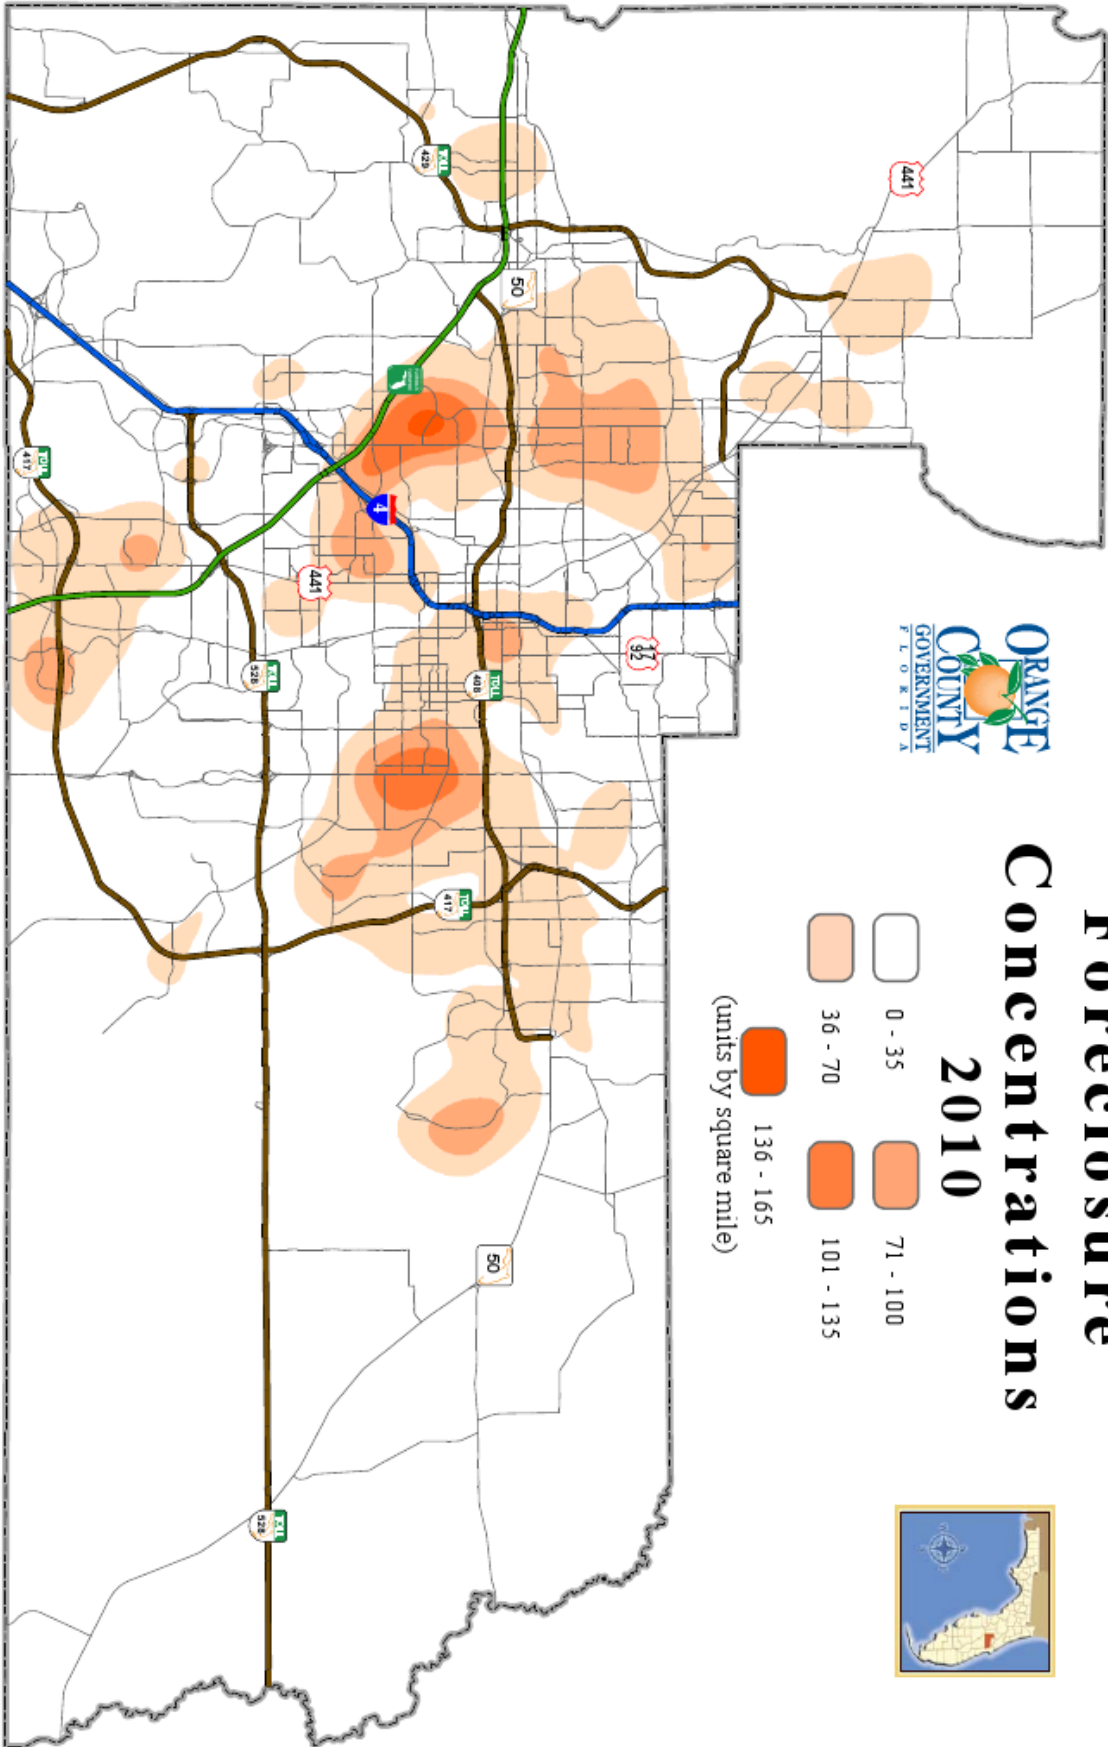 Foreclosure
Concentrations
2010
ORANGE
COUNTY
GOVERNMENT
FLORIDA
0 - 35
71 - 100
36 - 70
101 - 135
136 - 165
(units by square mile)
441
TOLL
429
50
4
441
17
92
TOLL
408
TOLL
417
TOLL
528
TOLL
417
50
TOLL
528